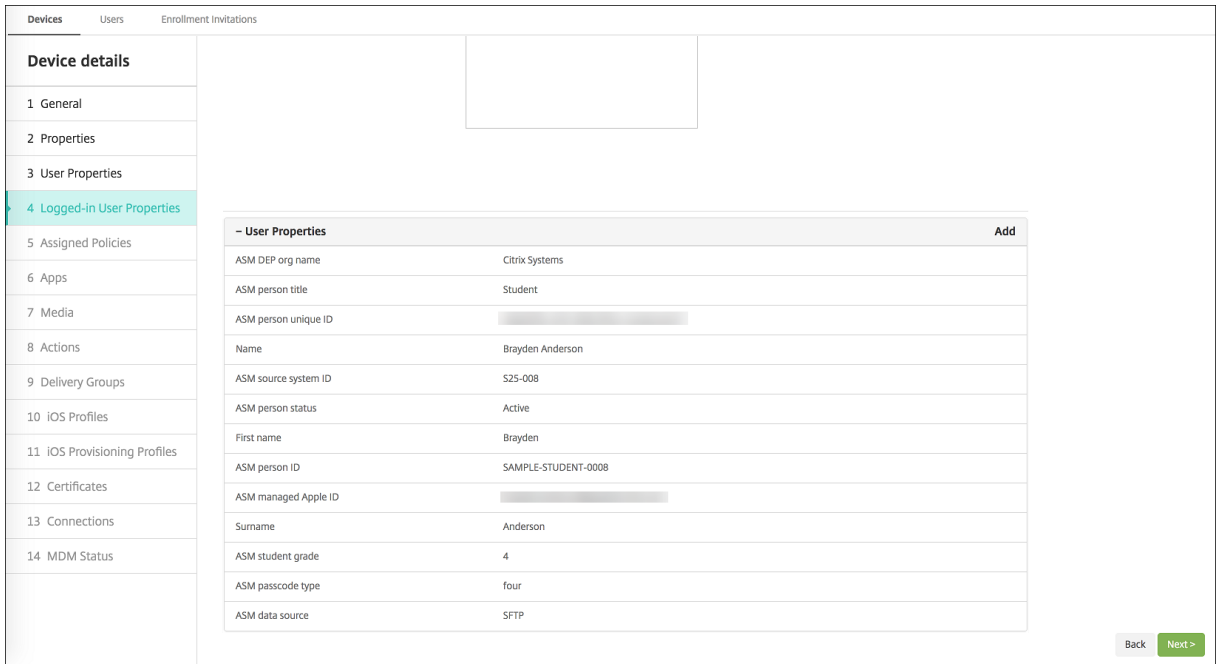 Devices Users Enrollment Invitations
Device details
1 General
2 Properties
3 User Properties
4 Logged-in User Properties
5 Assigned Policies
6 Apps
7 Media
8 Actions
9 Delivery Groups
10 iOS Profiles
11 iOS Provisioning Profiles
12 Certificates
13 Connections
14 MDM Status
– User Properties Add
ASM DEP org name Citrix Systems
ASM person title Student
ASM person unique ID
Name Brayden Anderson
ASM source system ID S25-008
ASM person status Active
First name Brayden
ASM person ID SAMPLE-STUDENT-0008
ASM managed Apple ID
Surname Anderson
ASM student grade 4
ASM passcode type four
ASM data source SFTP
Back Next >